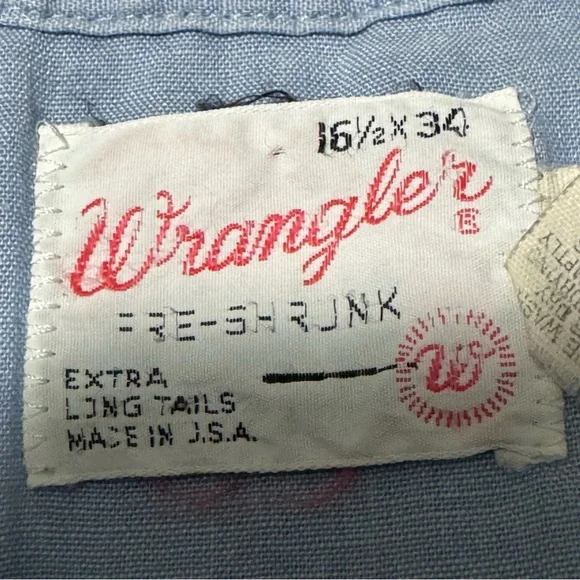 16½ X 34
Wrangler ®
PRE-SHRUNK
EXTRA
LONG TAILS
MADE IN U.S.A.
W